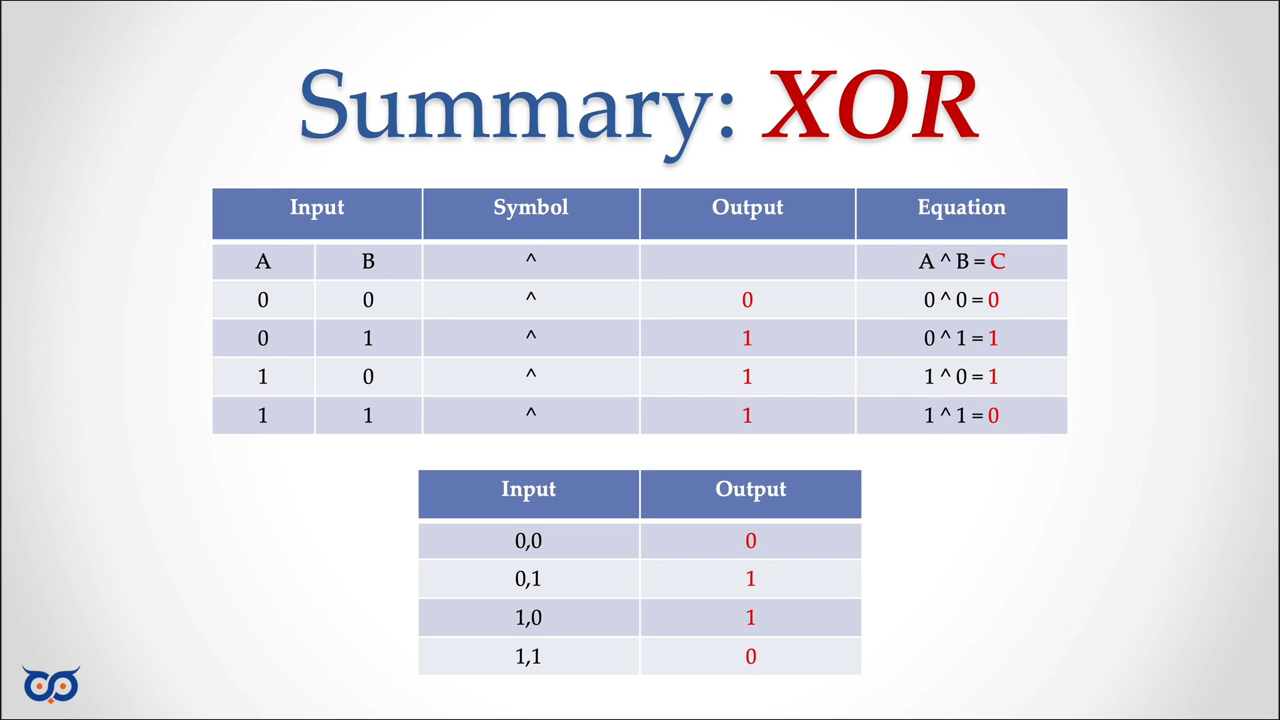 Summary: XOR
Input Symbol Output Equation
A B ^ A ^ B = C
0 0 ^ 0 0 ^ 0 = 0
0 1 ^ 1 0 ^ 1 = 1
1 0 ^ 1 1 ^ 0 = 1
1 1 ^ 1 1 ^ 1 = 0
Input Output
0,0 0
0,1 1
1,0 1
1,1 0